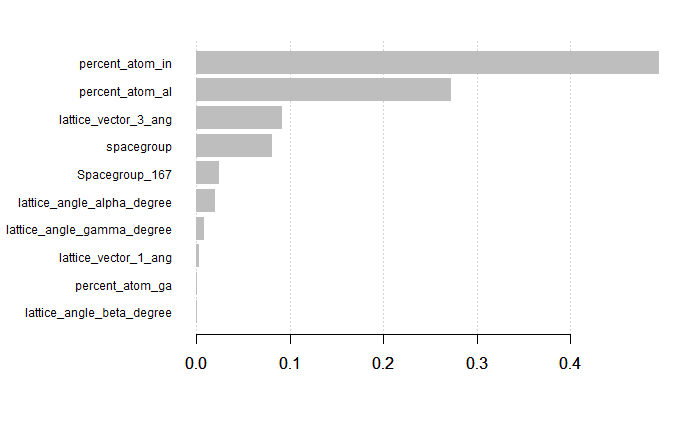 percent_atom_in
percent_atom_al
lattice_vector_3_ang
spacegroup
Spacegroup_167
lattice_angle_alpha_degree
lattice_angle_gamma_degree
lattice_vector_1_ang
percent_atom_ga
lattice_angle_beta_degree
0.0 0.1 0.2 0.3 0.4